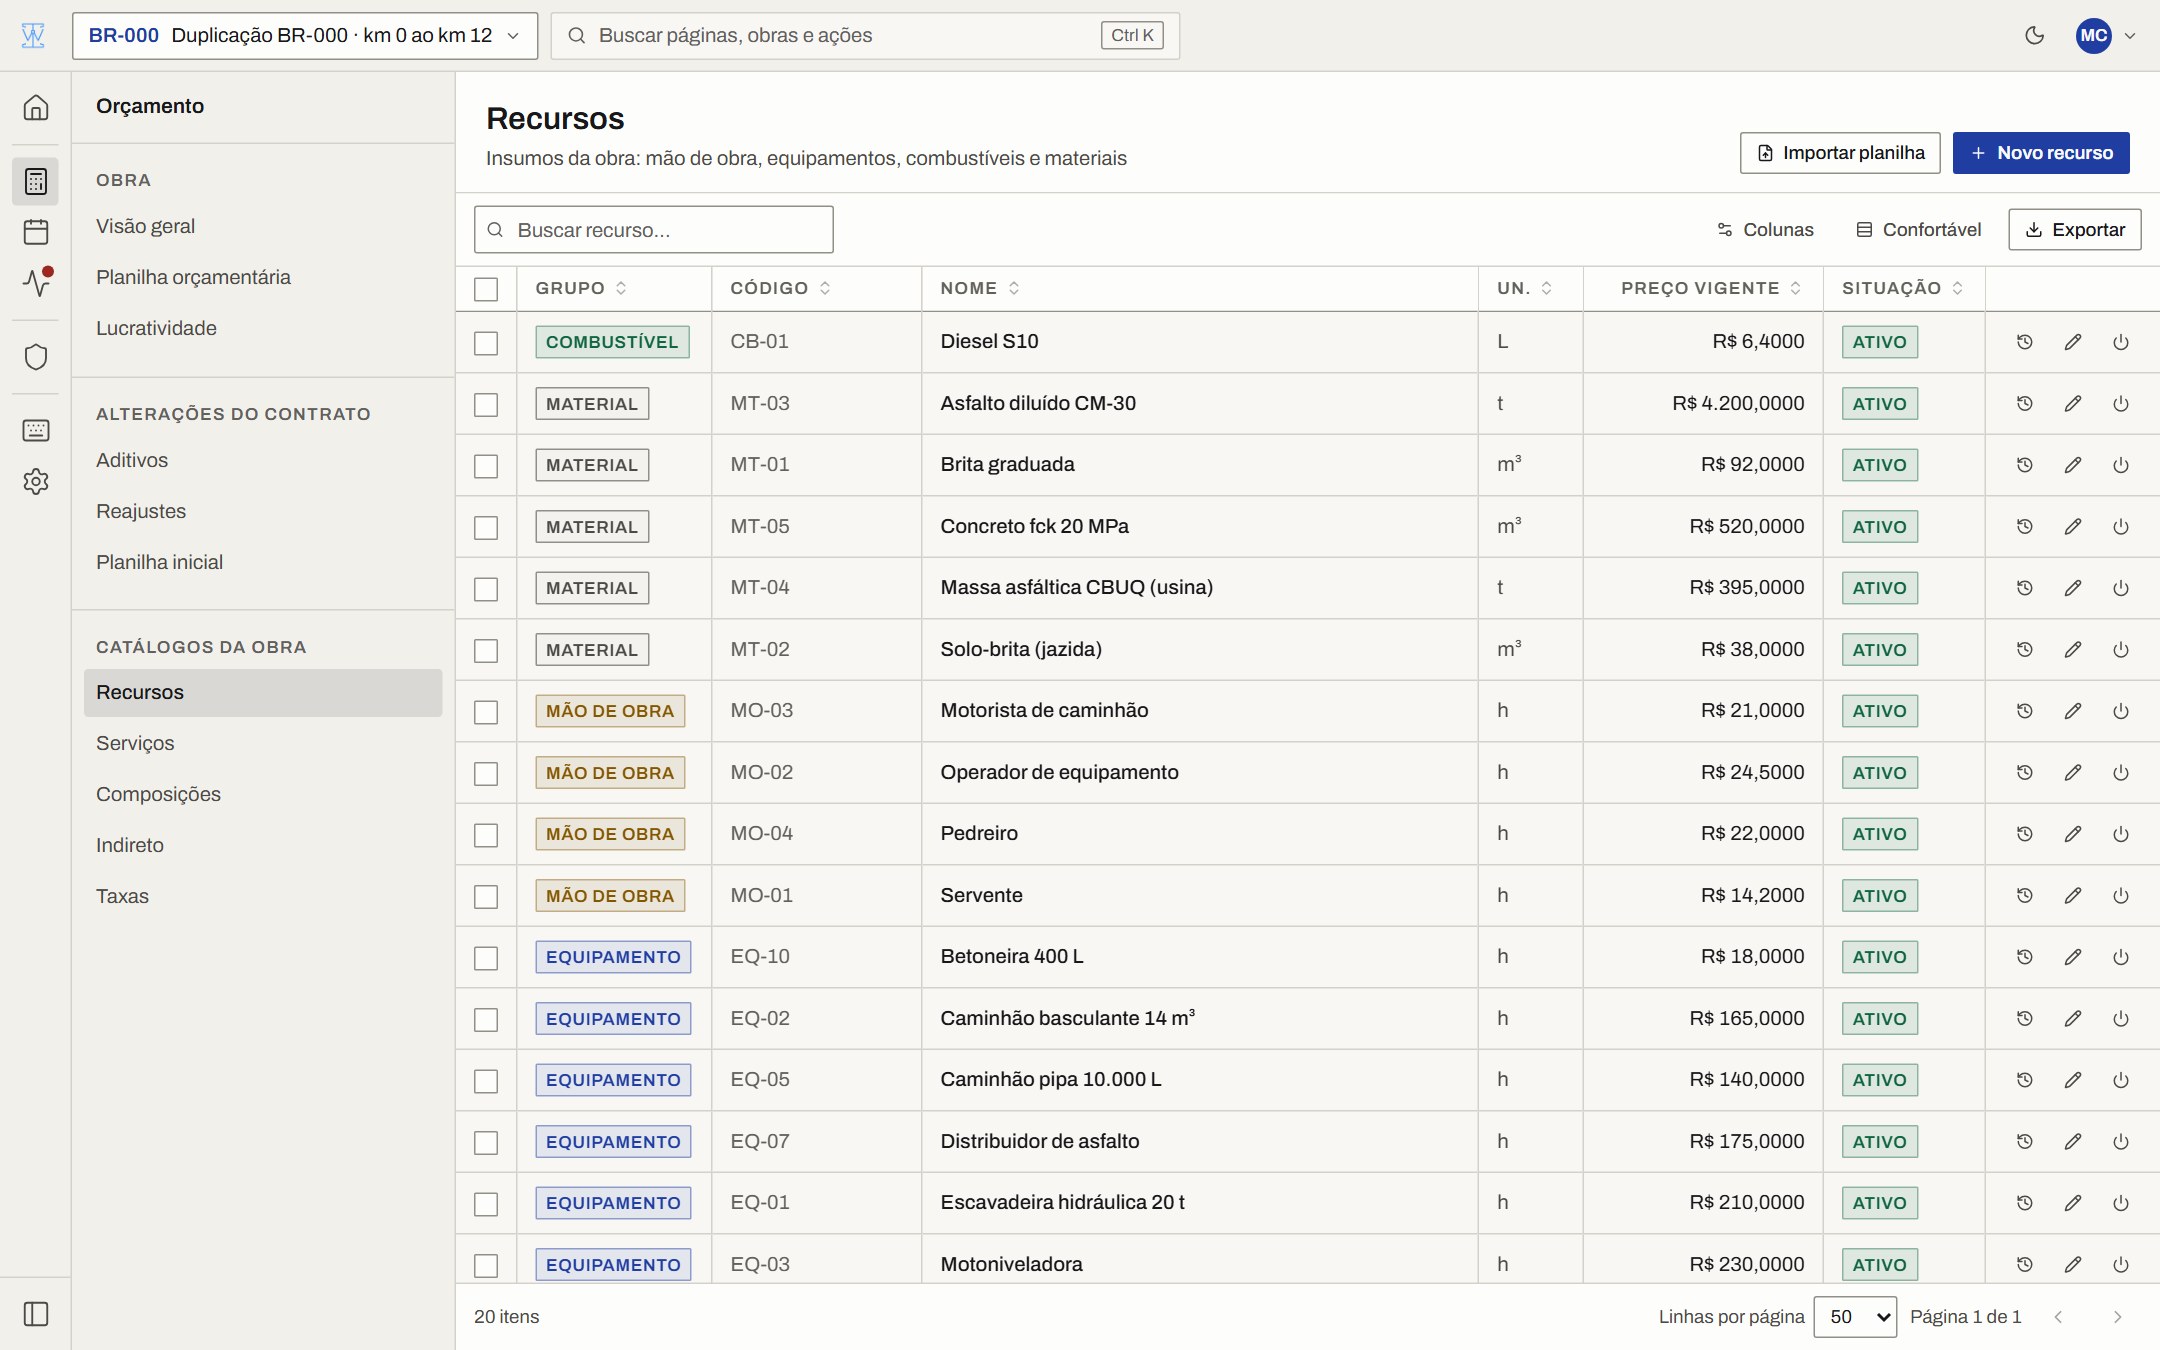 BR-000 Duplicação BR-000 · km 0 ao km 12
Buscar páginas, obras e ações
Ctrl K
MC
Orçamento
OBRA
Visão geral
Planilha orçamentária
Lucratividade
ALTERAÇÕES DO CONTRATO
Aditivos
Reajustes
Planilha inicial
CATÁLOGOS DA OBRA
Recursos
Serviços
Composições
Indireto
Taxas
Recursos
Insumos da obra: mão de obra, equipamentos, combustíveis e materiais
Importar planilha
Novo recurso
Buscar recurso...
Colunas
Confortável
Exportar
GRUPO CÓDIGO NOME UN. PREÇO VIGENTE SITUAÇÃO
COMBUSTÍVEL CB-01 Diesel S10 L R$ 6,4000 ATIVO
MATERIAL MT-03 Asfalto diluído CM-30 t R$ 4.200,0000 ATIVO
MATERIAL MT-01 Brita graduada m³ R$ 92,0000 ATIVO
MATERIAL MT-05 Concreto fck 20 MPa m³ R$ 520,0000 ATIVO
MATERIAL MT-04 Massa asfáltica CBUQ (usina) t R$ 395,0000 ATIVO
MATERIAL MT-02 Solo-brita (jazida) m³ R$ 38,0000 ATIVO
MÃO DE OBRA MO-03 Motorista de caminhão h R$ 21,0000 ATIVO
MÃO DE OBRA MO-02 Operador de equipamento h R$ 24,5000 ATIVO
MÃO DE OBRA MO-04 Pedreiro h R$ 22,0000 ATIVO
MÃO DE OBRA MO-01 Servente h R$ 14,2000 ATIVO
EQUIPAMENTO EQ-10 Betoneira 400 L h R$ 18,0000 ATIVO
EQUIPAMENTO EQ-02 Caminhão basculante 14 m³ h R$ 165,0000 ATIVO
EQUIPAMENTO EQ-05 Caminhão pipa 10.000 L h R$ 140,0000 ATIVO
EQUIPAMENTO EQ-07 Distribuidor de asfalto h R$ 175,0000 ATIVO
EQUIPAMENTO EQ-01 Escavadeira hidráulica 20 t h R$ 210,0000 ATIVO
EQUIPAMENTO EQ-03 Motoniveladora h R$ 230,0000 ATIVO
20 itens
Linhas por página 50 Página 1 de 1